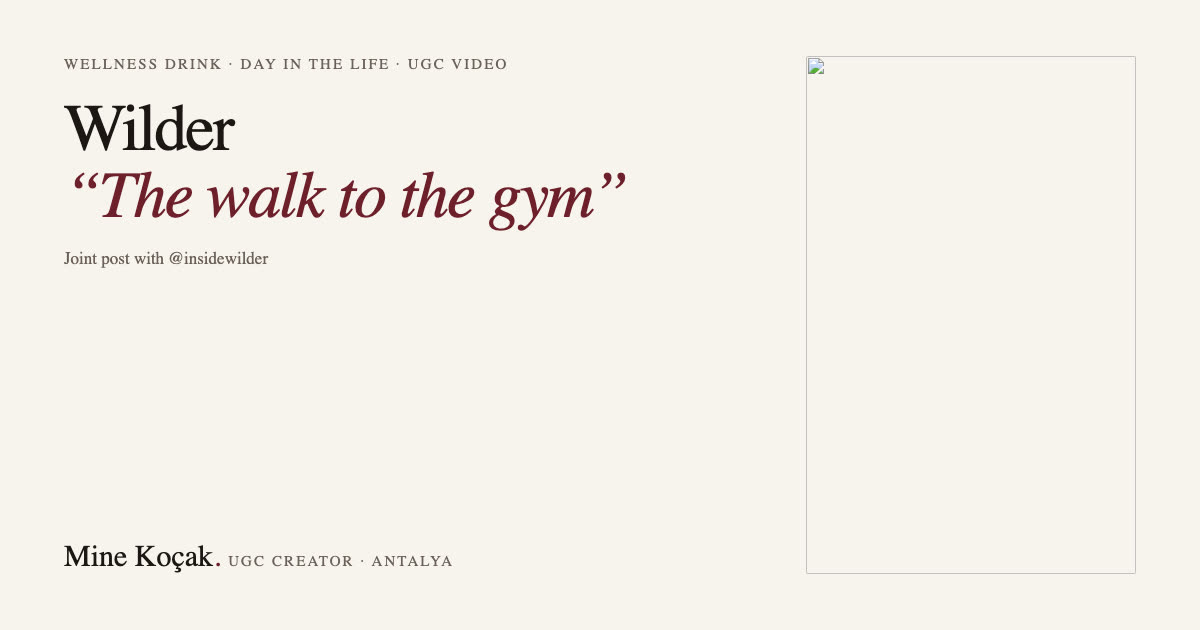 WELLNESS DRINK · DAY IN THE LIFE · UGC VIDEO
Wilder
“The walk to the gym”
Joint post with @insidewilder
Mine Koçak. UGC CREATOR · ANTALYA